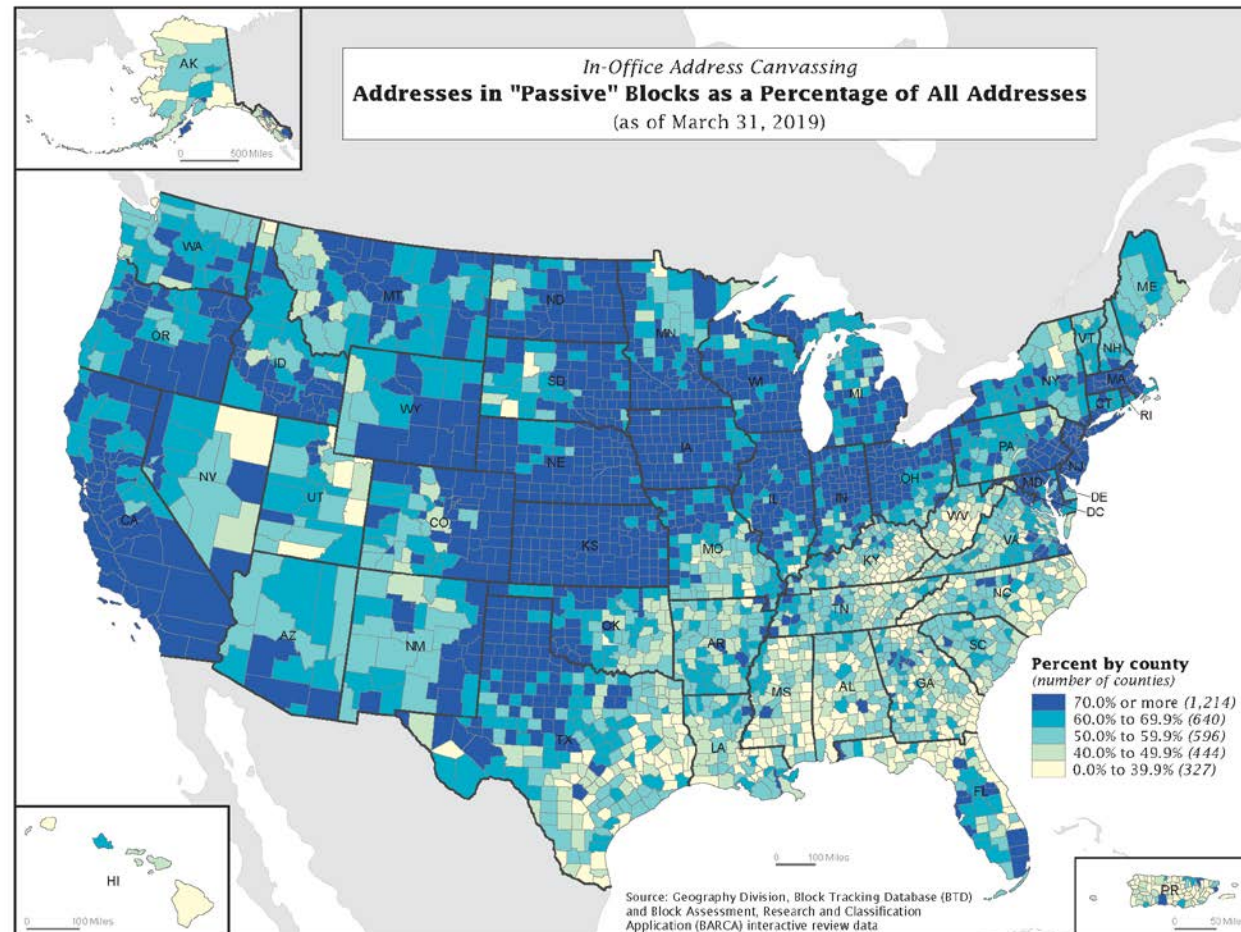 In-Office Address Canvassing
Addresses in "Passive" Blocks as a Percentage of All Addresses
(as of March 31, 2019)
AK
0 500 Miles
WA
MT
ND
MN
ME
OR
ID
WY
SD
WI
MI
VT
NH
NY
MA
CT
RI
NV
UT
CO
NE
IA
IL
IN
OH
PA
NJ
MD
DE
DC
CA
KS
MO
KY
WV
VA
AZ
NM
OK
AR
TN
NC
SC
TX
LA
MS
AL
GA
FL
Percent by county
(number of counties)
70.0% or more (1,214)
60.0% to 69.9% (640)
50.0% to 59.9% (596)
40.0% to 49.9% (444)
0.0% to 39.9% (327)
HI
0 100 Miles
0 100 Miles
PR
0 50 Miles
Source: Geography Division, Block Tracking Database (BTD)
and Block Assessment, Research and Classification
Application (BARCA) interactive review data